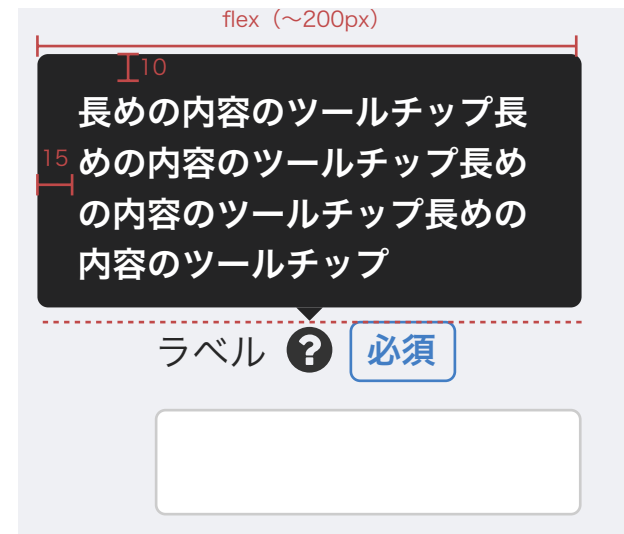 flex（〜200px）
10
長めの内容のツールチップ長
15
めの内容のツールチップ長め
の内容のツールチップ長めの
内容のツールチップ
ラベル ? 必須